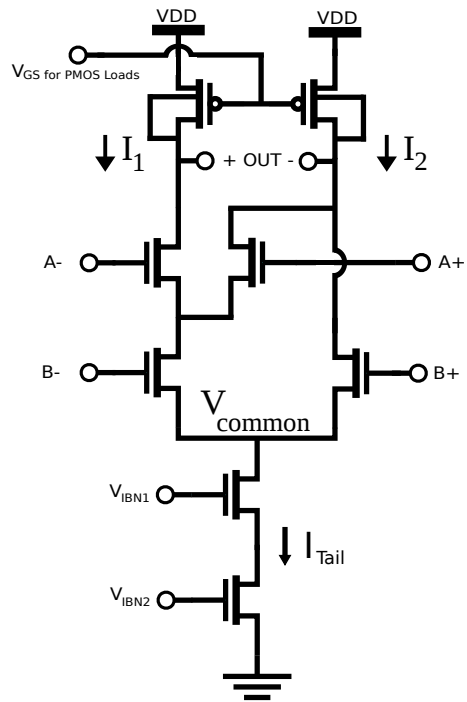 VDD
VDD
VGS for PMOS Loads
I1
+ OUT -
I2
A-
A+
B-
B+
Vcommon
VIBN1
ITail
VIBN2